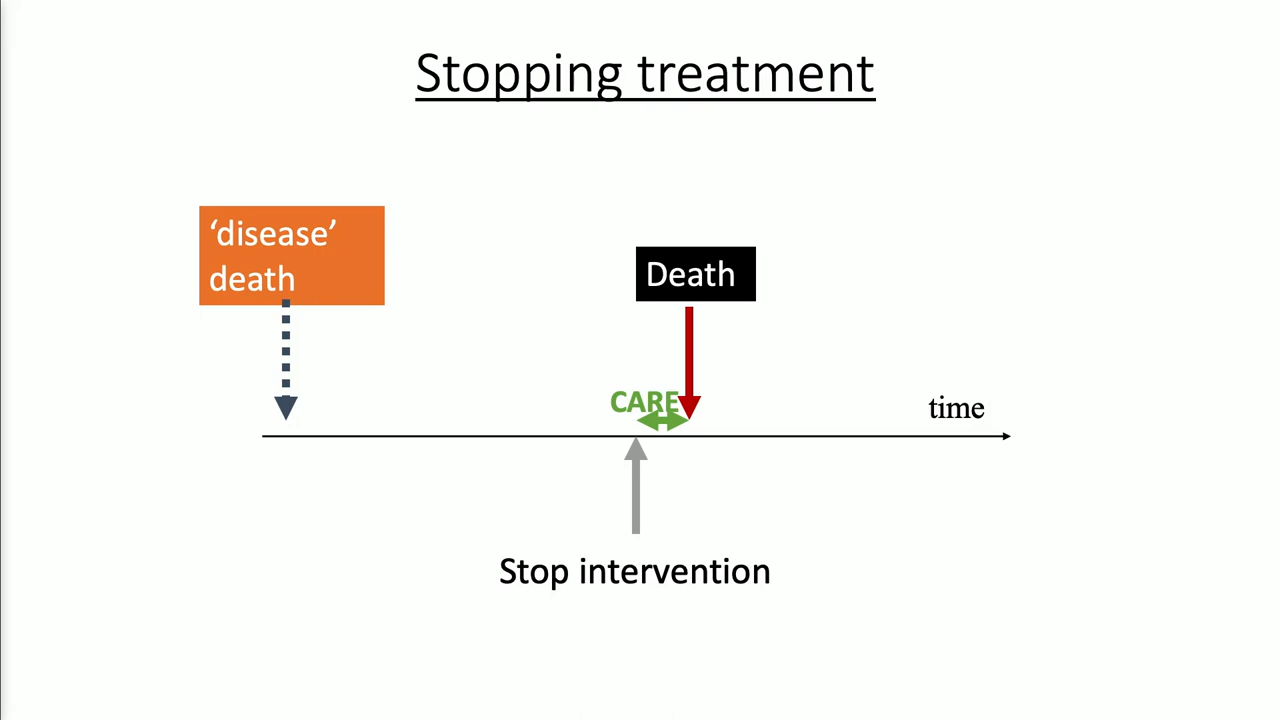 Stopping treatment
‘disease’
death
Death
CARE
time
Stop intervention